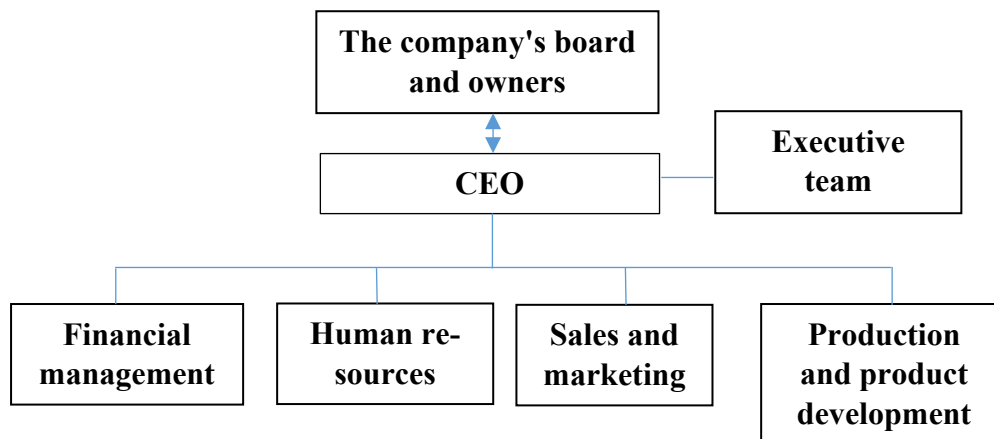 The company's board
and owners
Executive
team
CEO
Financial
management
Human re-
sources
Sales and
marketing
Production
and product
development